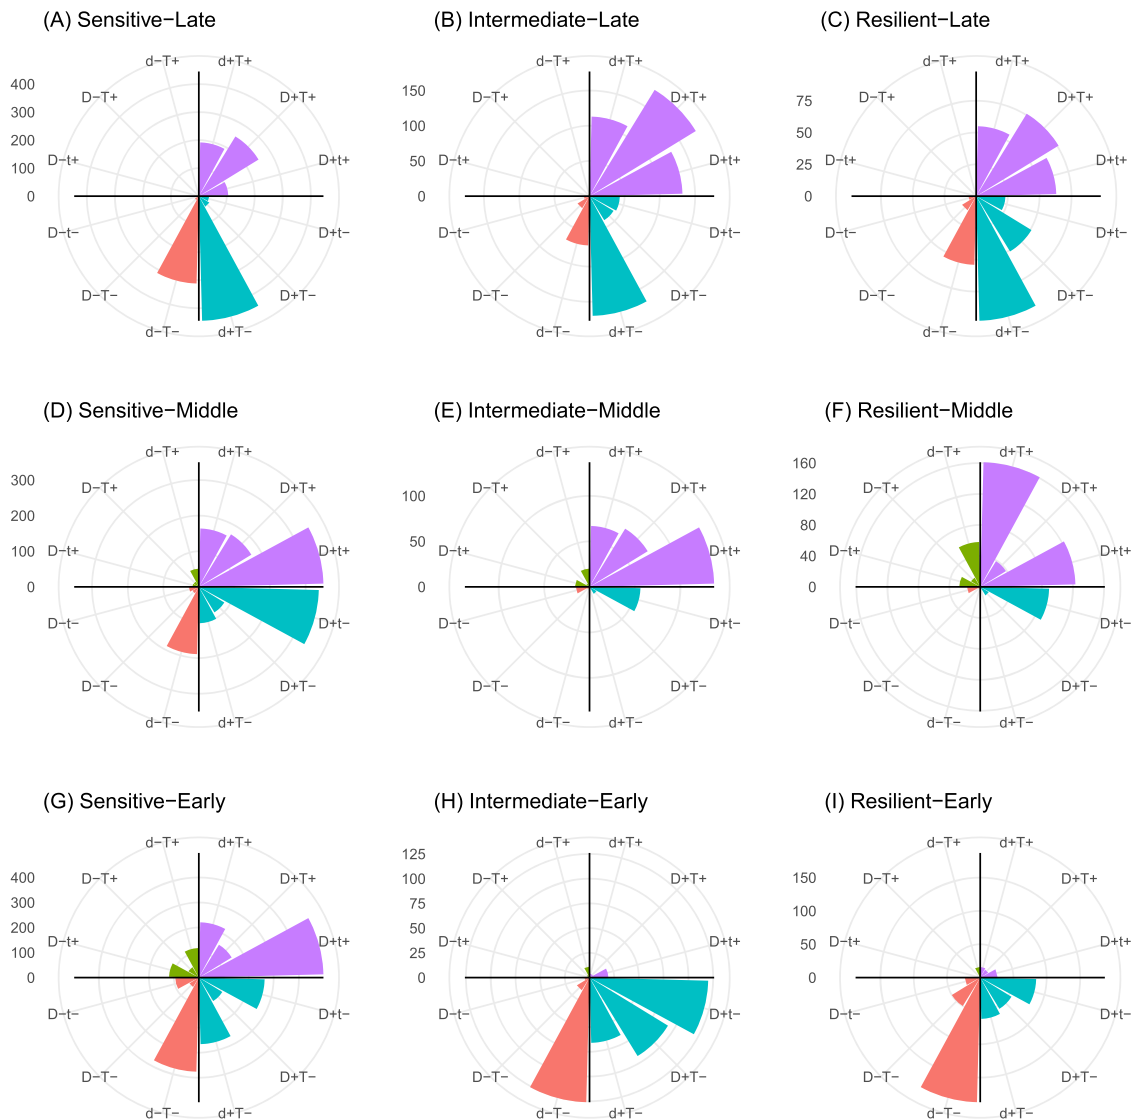 (A) Sensitive−Late
(B) Intermediate−Late
(C) Resilient−Late
d−T+ d+T+ d−T+ d+T+ d−T+ d+T+
400 D−T+ D+T+ 150 D−T+ D+T+ 75 D−T+ D+T+
300
200 100 50
100 D−t+ D+t+ 50 D−t+ D+t+ 25 D−t+ D+t+
0 0 0
D−t− D+t− D−t− D+t− D−t− D+t−
D−T− D+T− D−T− D+T− D−T− D+T−
d−T− d+T− d−T− d+T− d−T− d+T−
(D) Sensitive−Middle
(E) Intermediate−Middle
(F) Resilient−Middle
d−T+ d+T+ d−T+ d+T+ d−T+ d+T+
300 D−T+ D+T+ 100 D−T+ D+T+ 160 D−T+ D+T+
200 120
100 D−t+ D+t+ 50 D−t+ D+t+ 80 D−t+ D+t+
40
0 0 0
D−t− D+t− D−t− D+t− D−t− D+t−
D−T− D+T− D−T− D+T− D−T− D+T−
d−T− d+T− d−T− d+T− d−T− d+T−
(G) Sensitive−Early
(H) Intermediate−Early
(I) Resilient−Early
d−T+ d+T+ d−T+ d+T+ d−T+ d+T+
400 D−T+ D+T+ 125 D−T+ D+T+ 150 D−T+ D+T+
300 100 100
200 75
100 D−t+ D+t+ 50 D−t+ D+t+ 50 D−t+ D+t+
25
0 0 0
D−t− D+t− D−t− D+t− D−t− D+t−
D−T− D+T− D−T− D+T− D−T− D+T−
d−T− d+T− d−T− d+T− d−T− d+T−